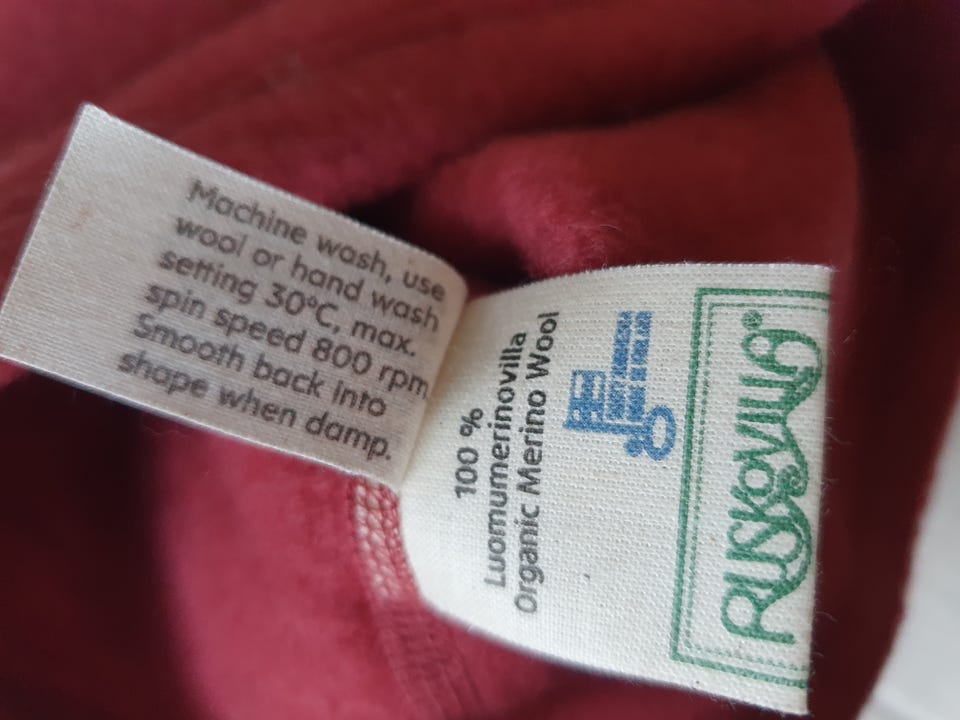 Machine wash, use
wool or hand wash
setting 30°C, max.
spin speed 800 rpm.
Smooth back into
shape when damp.
RUSKOVILLA®
100 %
Luomumerinovilla
Organic Merino Wool